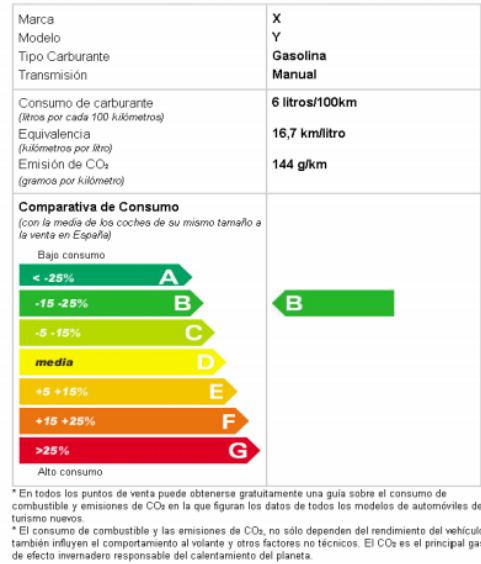 Marca X
Modelo Y
Tipo Carburante Gasolina
Transmisión Manual
Consumo de carburante 6 litros/100km
(litros por cada 100 kilómetros)
Equivalencia 16,7 km/litro
(kilómetros por litro)
Emisión de CO₂ 144 g/km
(gramos por kilómetro)
Comparativa de Consumo
(con la media de los coches de su mismo tamaño a
la venta en España)
Bajo consumo
< -25% A
-15 -25% B B
-5 -15% C
media D
+5 +15% E
+15 +25% F
>25% G
Alto consumo
* En todos los puntos de venta puede obtenerse gratuitamente una guía sobre el consumo de
combustible y emisiones de CO₂ en la que figuran los datos de todos los modelos de automóviles de
turismo nuevos.
* El consumo de combustible y las emisiones de CO₂, no sólo dependen del rendimiento del vehículo
también influyen el comportamiento al volante y otros factores no técnicos. El CO₂ es el principal gas
de efecto invernadero responsable del calentamiento del planeta.